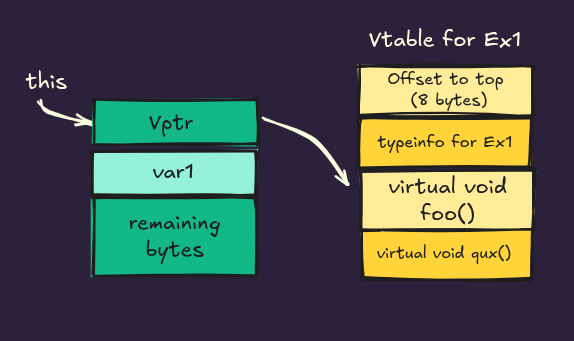 Vtable for Ex1
this
Offset to top
(8 bytes)
Vptr
typeinfo for Ex1
var1
virtual void
foo()
remaining
bytes
virtual void qux()